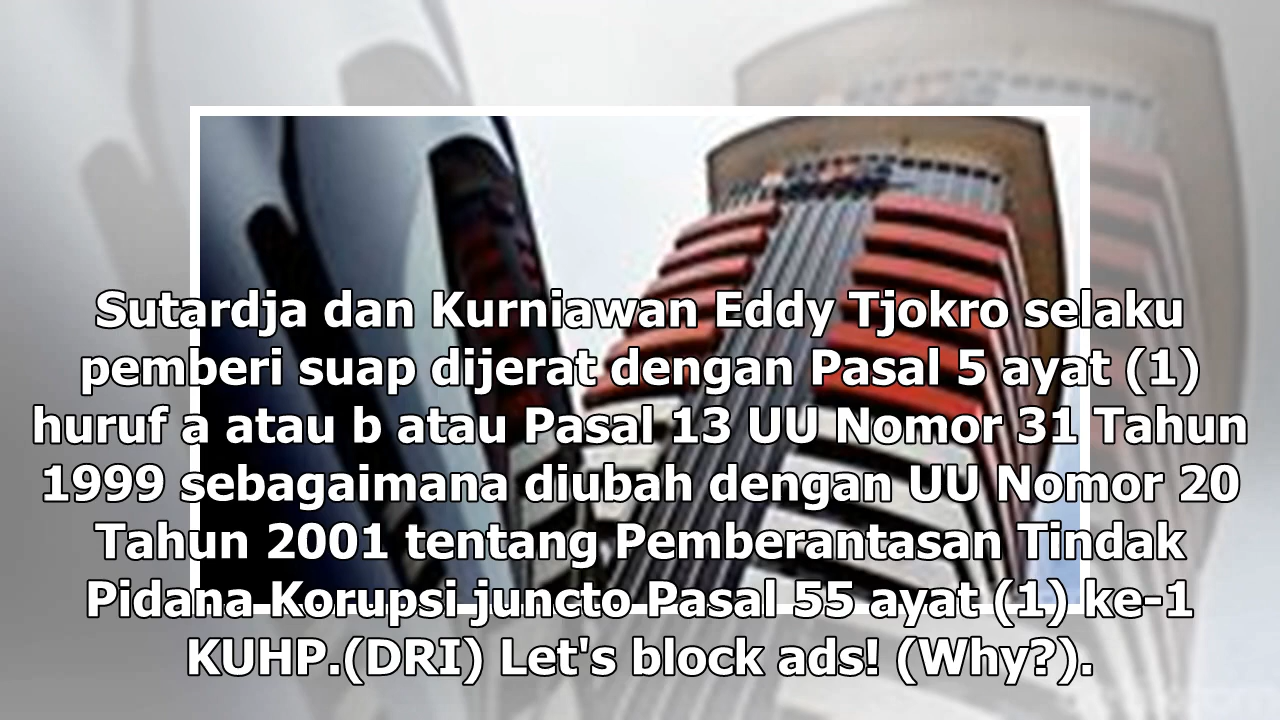 Sutardja dan Kurniawan Eddy Tjokro selaku
pemberi suap dijerat dengan Pasal 5 ayat (1)
huruf a atau b atau Pasal 13 UU Nomor 31 Tahun
1999 sebagaimana diubah dengan UU Nomor 20
Tahun 2001 tentang Pemberantasan Tindak
Pidana Korupsi juncto Pasal 55 ayat (1) ke-1
KUHP.(DRI) Let's block ads! (Why?).